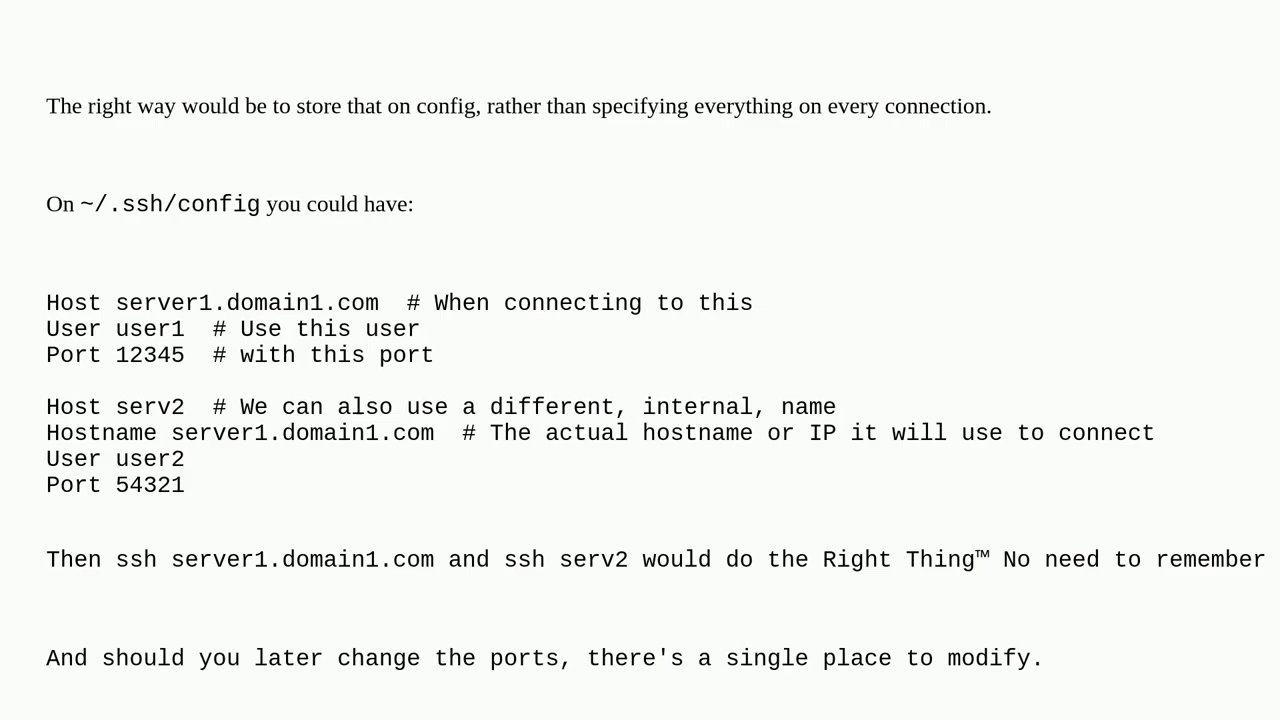 The right way would be to store that on config, rather than specifying everything on every connection.
On ~/.ssh/config you could have:
Host server1.domain1.com  # When connecting to this
User user1  # Use this user
Port 12345  # with this port
Host serv2  # We can also use a different, internal, name
Hostname server1.domain1.com  # The actual hostname or IP it will use to connect
User user2
Port 54321
Then ssh server1.domain1.com and ssh serv2 would do the Right Thing™ No need to remember
And should you later change the ports, there's a single place to modify.